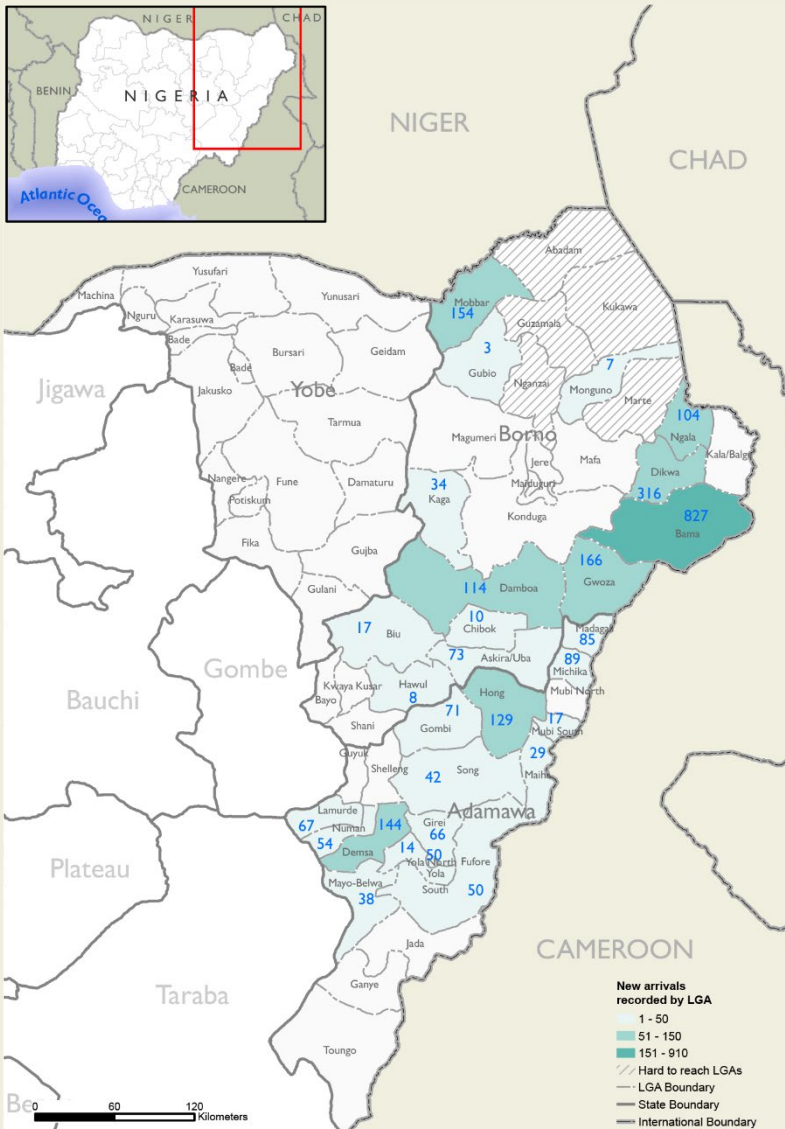 NIGER
CHAD
BENIN
NIGERIA
CAMEROON
Atlantic Ocea
NIGER
CHAD
Abadam
Yusufari
Machina
Yunusari
Mobbar
154
Kukawa
Nguru
Karasuwa
Guzamala
Bade
Bursari
Geidam
3
7
Gubio
Jigawa
Bade
Yobe
Nganzai
Monguno
Jakusko
Marte
104
Tarmua
Magumeri
Borno
Ngala
Mafa
Kala/Balge
Jere
Dikwa
Nangere
Fune
Damaturu
34
Maiduguri
Potiskum
Kaga
316
827
Konduga
Bama
Fika
Gujba
166
Gulani
114
Damboa
Gwoza
10
17
Chibok
Madagali
Biu
85
73
89
Askira/Uba
Michika
Gombe
Kwaya Kusar
Hawul
Hong
Mubi North
Bauchi
Bayo
8
71
129
17
Shani
Gombi
Mubi South
Guyuk
29
Shelleng
42
Song
Maiha
Lamurde
Adamawa
67
144
Girei
Numan
66
54
14
50
Demsa
Yola North
Fufore
Plateau
Yola
Mayo-Belwa
South
50
38
Jada
CAMEROON
Taraba
Ganye
Toungo
New arrivals
recorded by LGA
1 - 50
51 - 150
151 - 910
Hard to reach LGAs
LGA Boundary
State Boundary
International Boundary
0 60 120
Kilometers